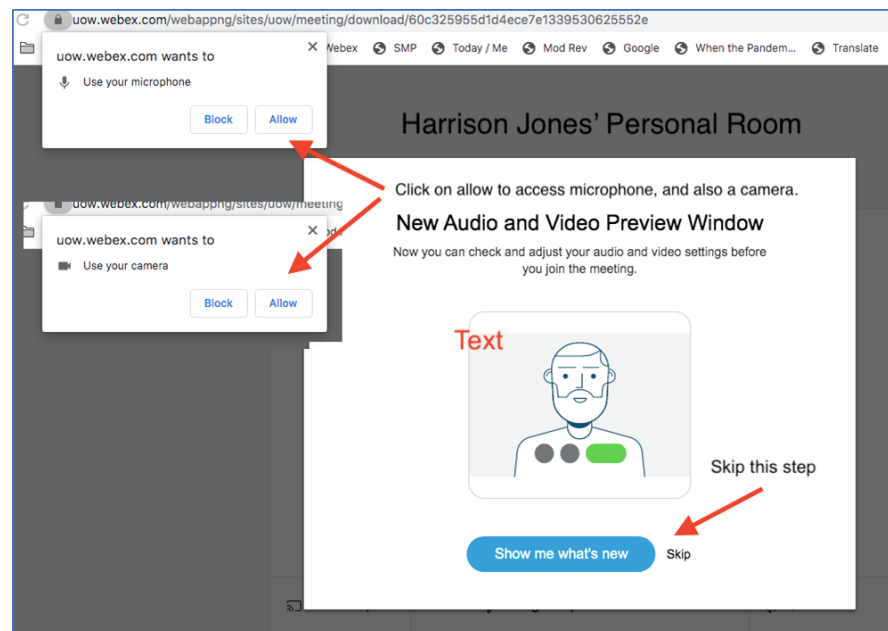 uow.webex.com/webappng/sites/uow/meeting/download/60c325955d1d4ece7e1339530625552e
Webex SMP Today / Me Mod Rev Google When the Pandem... Translate
uow.webex.com wants to
Use your microphone
Block Allow
Harrison Jones' Personal Room
Click on allow to access microphone, and also a camera.
uow.webex.com/webappng/sites/uow/meeting
uow.webex.com wants to
Use your camera
Block Allow
New Audio and Video Preview Window
Now you can check and adjust your audio and video settings before
you join the meeting.
Text
Skip this step
Show me what's new Skip